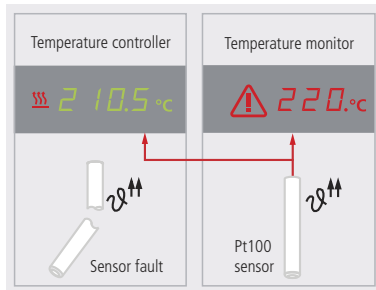 Temperature controller
210.5 °C
Sensor fault
Temperature monitor
220.°C
Pt100
sensor